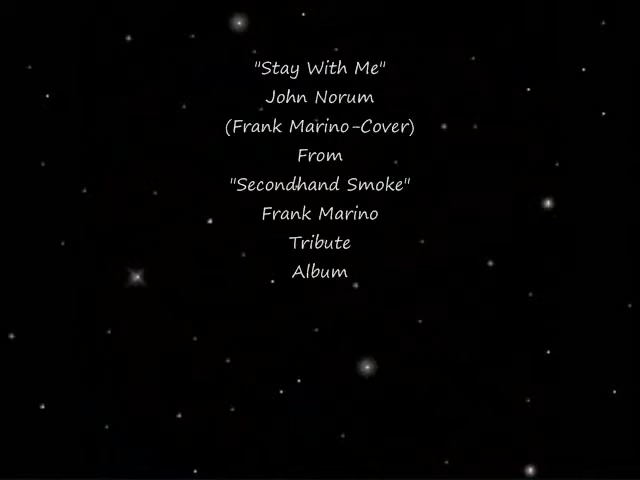 "Stay With Me"
John Norum
(Frank Marino-Cover)
From
"Secondhand Smoke"
Frank Marino
Tribute
Album